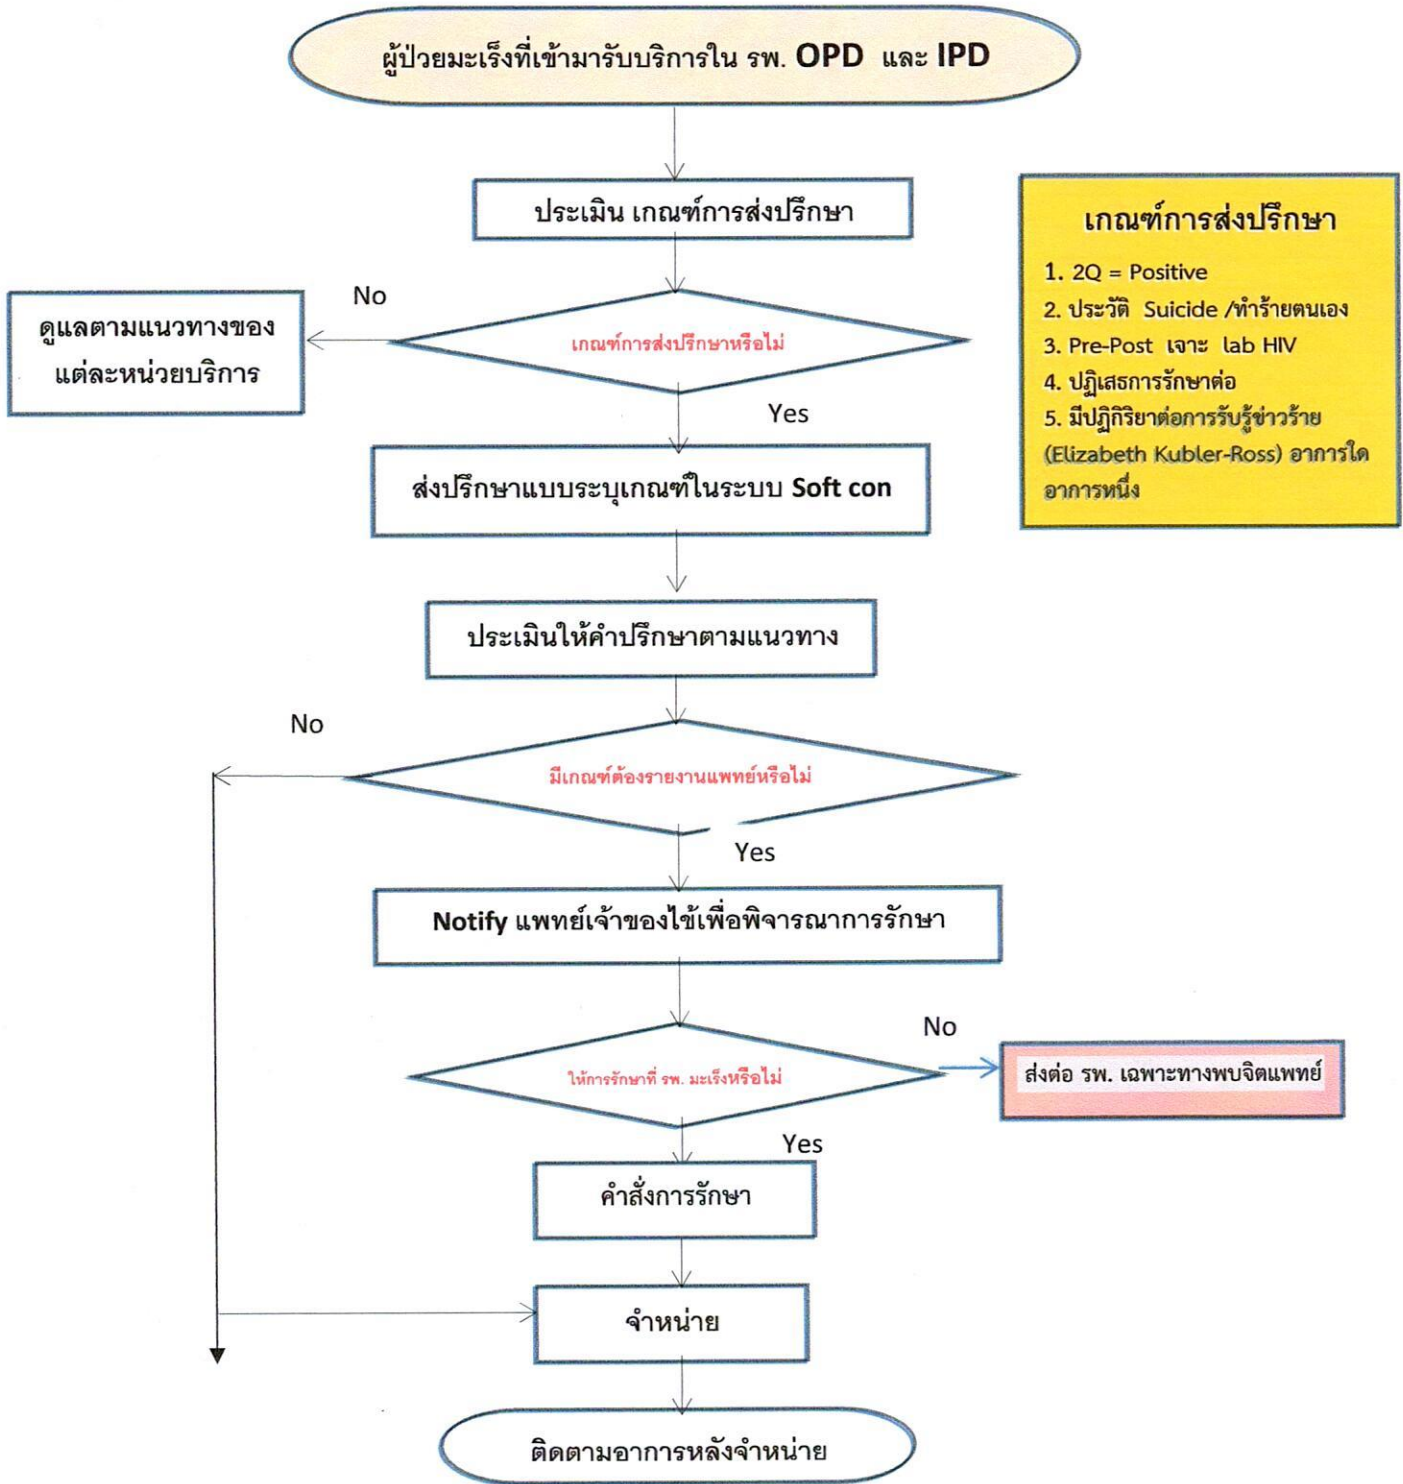 ผู้ป่วยมะเร็งที่เข้ามารับบริการใน รพ. OPD และ IPD
ประเมิน เกณฑ์การส่งปรึกษา
เกณฑ์การส่งปรึกษา
1. 2Q = Positive
2. ประวัติ Suicide /ทำร้ายตนเอง
3. Pre-Post เจาะ lab HIV
4. ปฏิเสธการรักษาต่อ
5. มีปฏิกิริยาต่อการรับรู้ข่าวร้าย
(Elizabeth Kubler-Ross) อาการใด
อาการหนึ่ง
No
ดูแลตามแนวทางของ
แต่ละหน่วยบริการ
เกณฑ์การส่งปรึกษาหรือไม่
Yes
ส่งปรึกษาแบบระบุเกณฑ์ในระบบ Soft con
ประเมินให้คำปรึกษาตามแนวทาง
No
มีเกณฑ์ต้องรายงานแพทย์หรือไม่
Yes
Notify แพทย์เจ้าของไข้เพื่อพิจารณาการรักษา
No
ให้การรักษาที่ รพ. มะเร็งหรือไม่
ส่งต่อ รพ. เฉพาะทางพบจิตแพทย์
Yes
คำสั่งการรักษา
จำหน่าย
ติดตามอาการหลังจำหน่าย